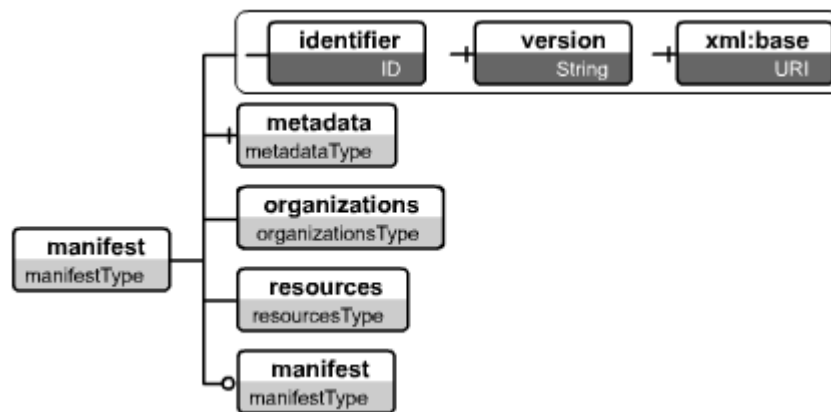 identifier
ID
version
String
xml:base
URI
metadata
metadataType
organizations
organizationsType
manifest
manifestType
resources
resourcesType
manifest
manifestType